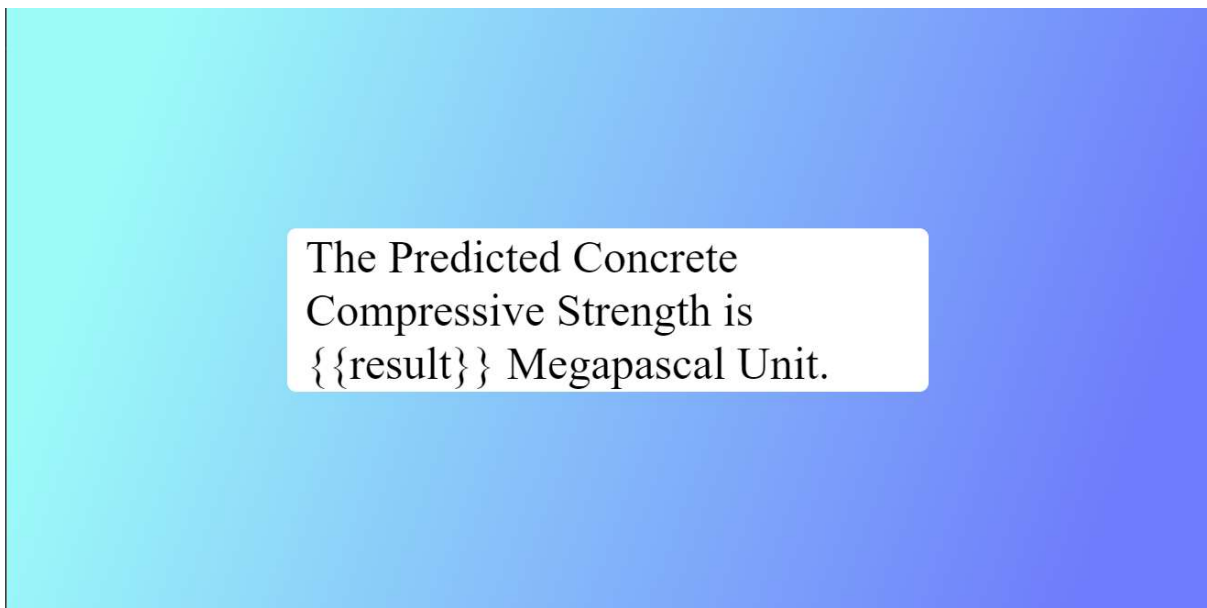 The Predicted Concrete
Compressive Strength is
{{result}} Megapascal Unit.